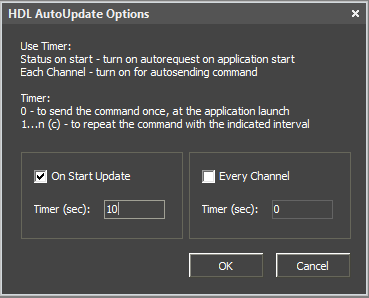 HDL AutoUpdate Options
Use Timer:
Status on start - turn on autorequest on application start
Each Channel - turn on for autosending command
Timer:
0 - to send the command once, at the application launch
1...n (c) - to repeat the command with the indicated interval
On Start Update
Timer (sec): 10
Every Channel
Timer (sec): 0
OK
Cancel